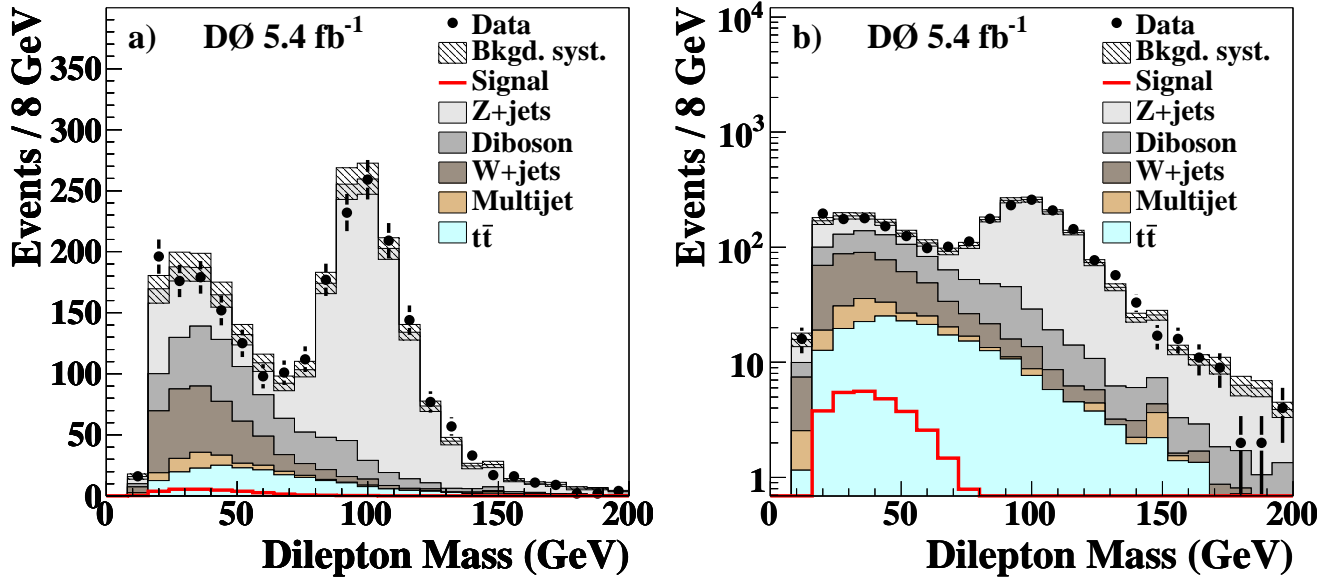 a) DØ 5.4 fb⁻¹
Data
Bkgd. syst.
Signal
Z+jets
Diboson
W+jets
Multijet
tt̄
Events / 8 GeV
350
300
250
200
150
100
50
0
0 50 100 150 200
Dilepton Mass (GeV)
b) DØ 5.4 fb⁻¹
Data
Bkgd. syst.
Signal
Z+jets
Diboson
W+jets
Multijet
tt̄
Events / 8 GeV
10⁴
10³
10²
10
1
0 50 100 150 200
Dilepton Mass (GeV)